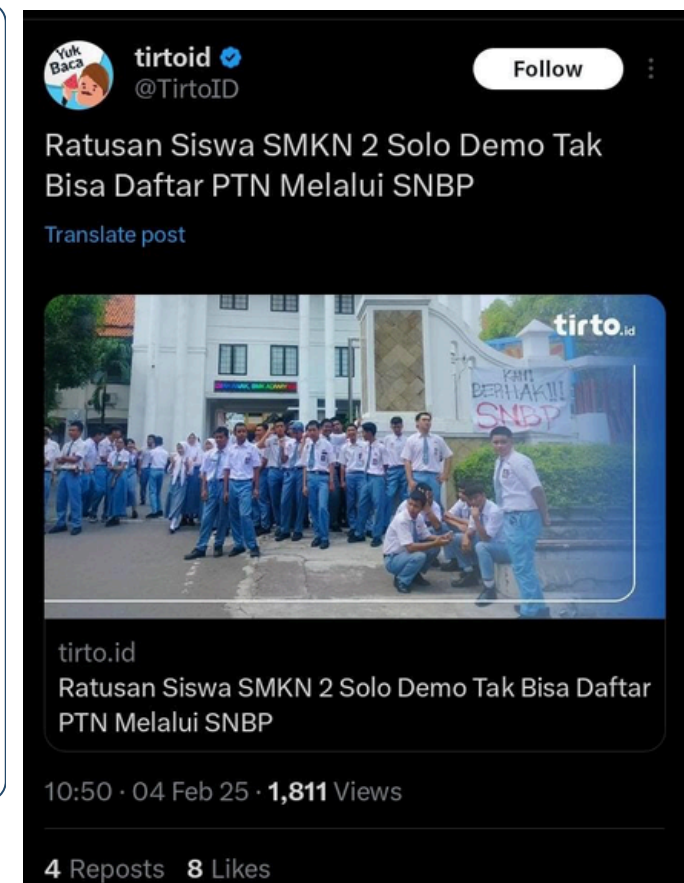 Yuk
Baca
tirtoid
@TirtoID
Follow
Ratusan Siswa SMKN 2 Solo Demo Tak
Bisa Daftar PTN Melalui SNBP
Translate post
tirto.id
KAMI
BERHAK!!!
SNBP
tirto.id
Ratusan Siswa SMKN 2 Solo Demo Tak Bisa Daftar
PTN Melalui SNBP
10:50 · 04 Feb 25 · 1,811 Views
4 Reposts 8 Likes